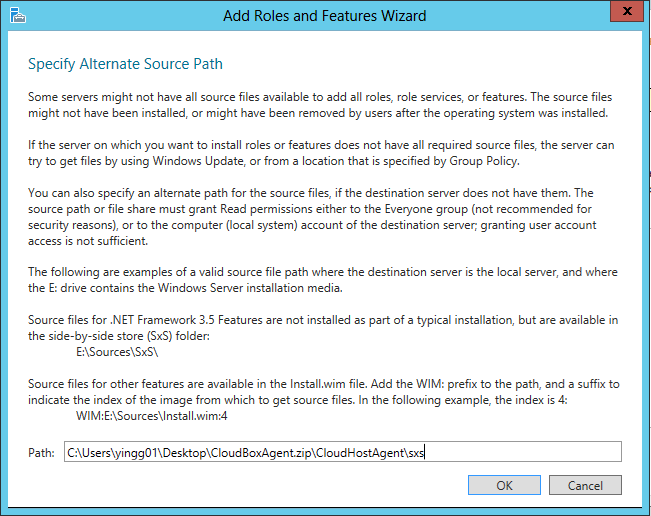 Add Roles and Features Wizard
x
Specify Alternate Source Path
Some servers might not have all source files available to add all roles, role services, or features. The source files
might not have been installed, or might have been removed by users after the operating system was installed.
If the server on which you want to install roles or features does not have all required source files, the server can
try to get files by using Windows Update, or from a location that is specified by Group Policy.
You can also specify an alternate path for the source files, if the destination server does not have them. The
source path or file share must grant Read permissions either to the Everyone group (not recommended for
security reasons), or to the computer (local system) account of the destination server; granting user account
access is not sufficient.
The following are examples of a valid source file path where the destination server is the local server, and where
the E: drive contains the Windows Server installation media.
Source files for .NET Framework 3.5 Features are not installed as part of a typical installation, but are available in
the side-by-side store (SxS) folder:
E:\Sources\SxS\
Source files for other features are available in the Install.wim file. Add the WIM: prefix to the path, and a suffix to
indicate the index of the image from which to get source files. In the following example, the index is 4:
WIM:E:\Sources\Install.wim:4
Path: C:\Users\yingg01\Desktop\CloudBoxAgent.zip\CloudHostAgent\sxs
OK Cancel